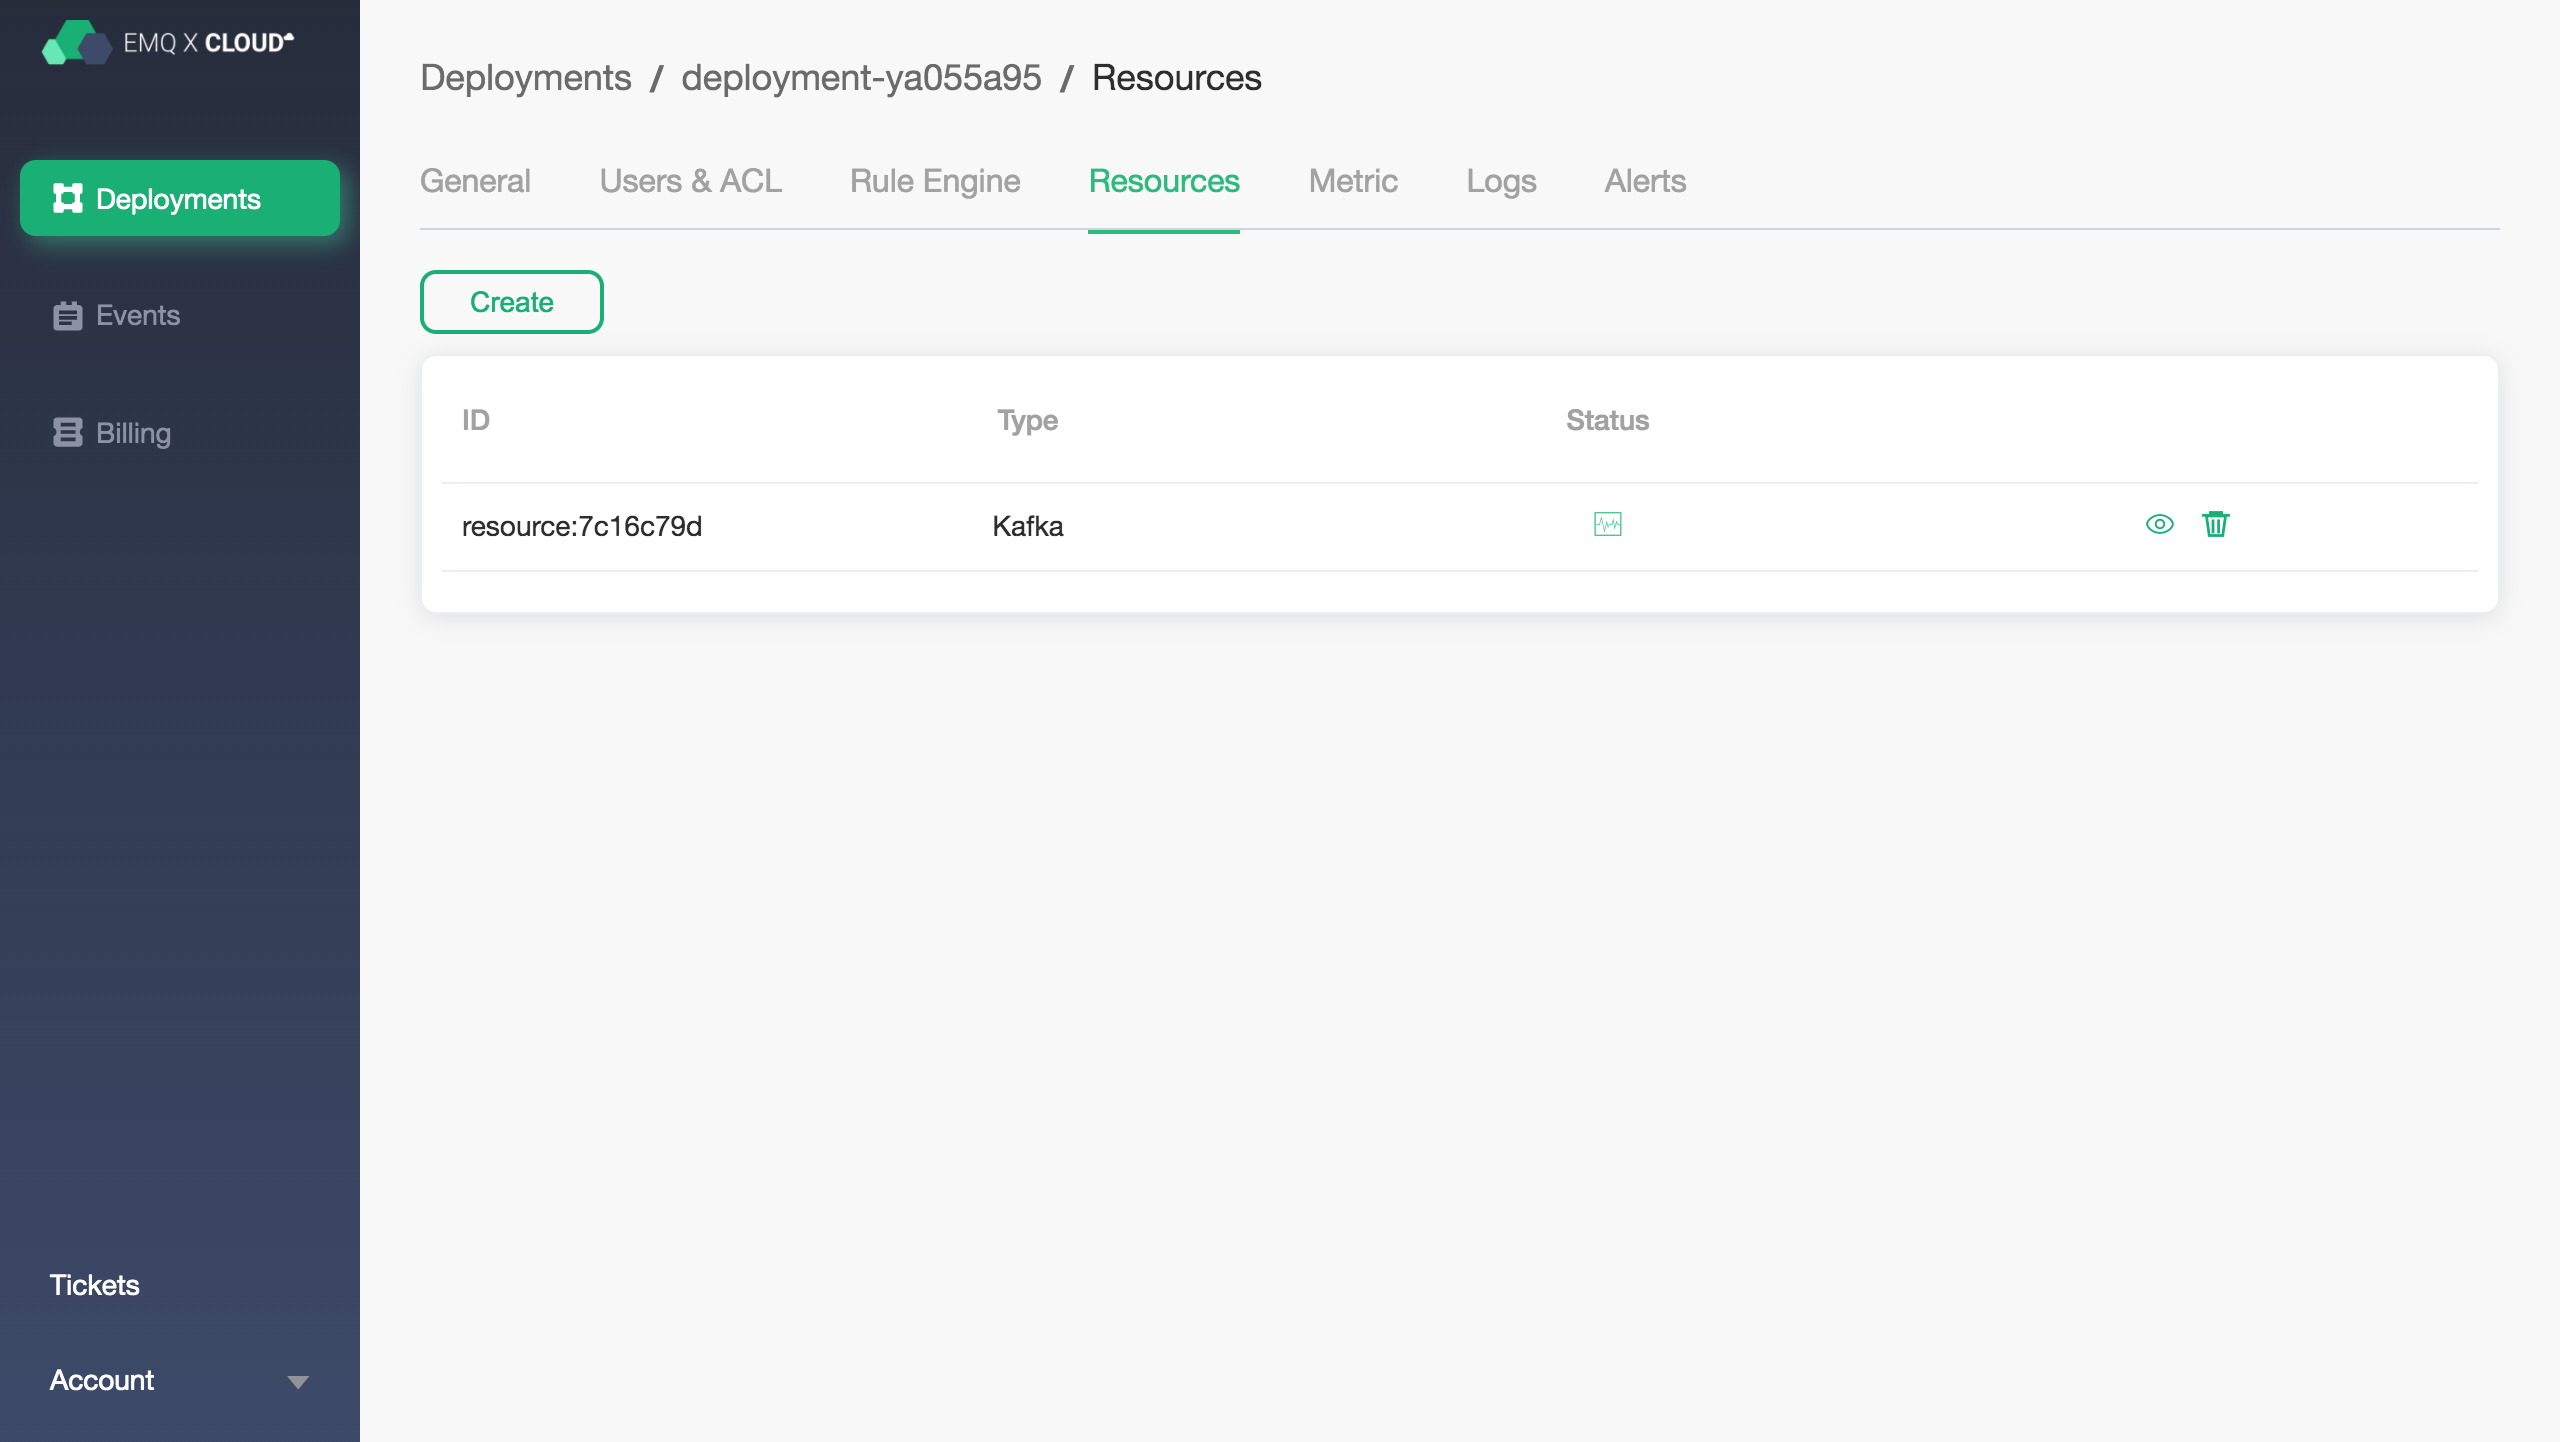 EMQ X CLOUD
Deployments
Events
Billing
Tickets
Account
Deployments / deployment-ya055a95 / Resources
General Users & ACL Rule Engine Resources Metric Logs Alerts
Create
ID Type Status
resource:7c16c79d Kafka